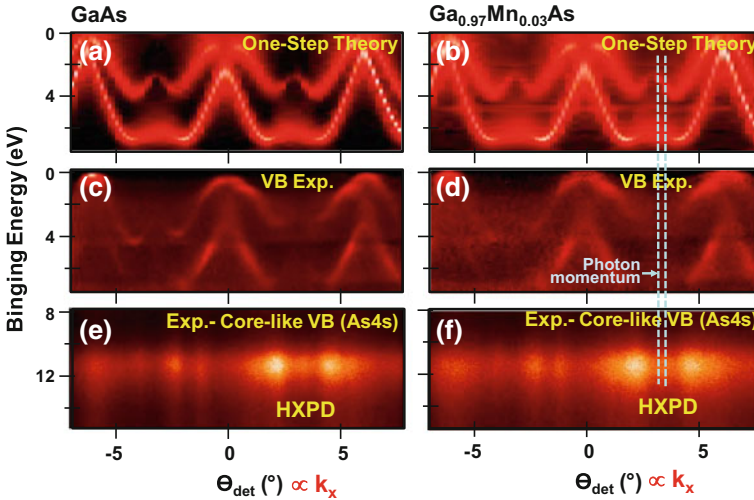 GaAs
Ga0.97Mn0.03As
(a) One-Step Theory
(b) One-Step Theory
(c) VB Exp.
(d) VB Exp.
Photon
momentum
(e) Exp.- Core-like VB (As4s)
HXPD
(f) Exp.- Core-like VB (As4s)
HXPD
Binging Energy (eV)
0
4
0
4
8
12
-5 0 5
-5 0 5
Θdet (°) ∝ kx
Θdet (°) ∝ kx